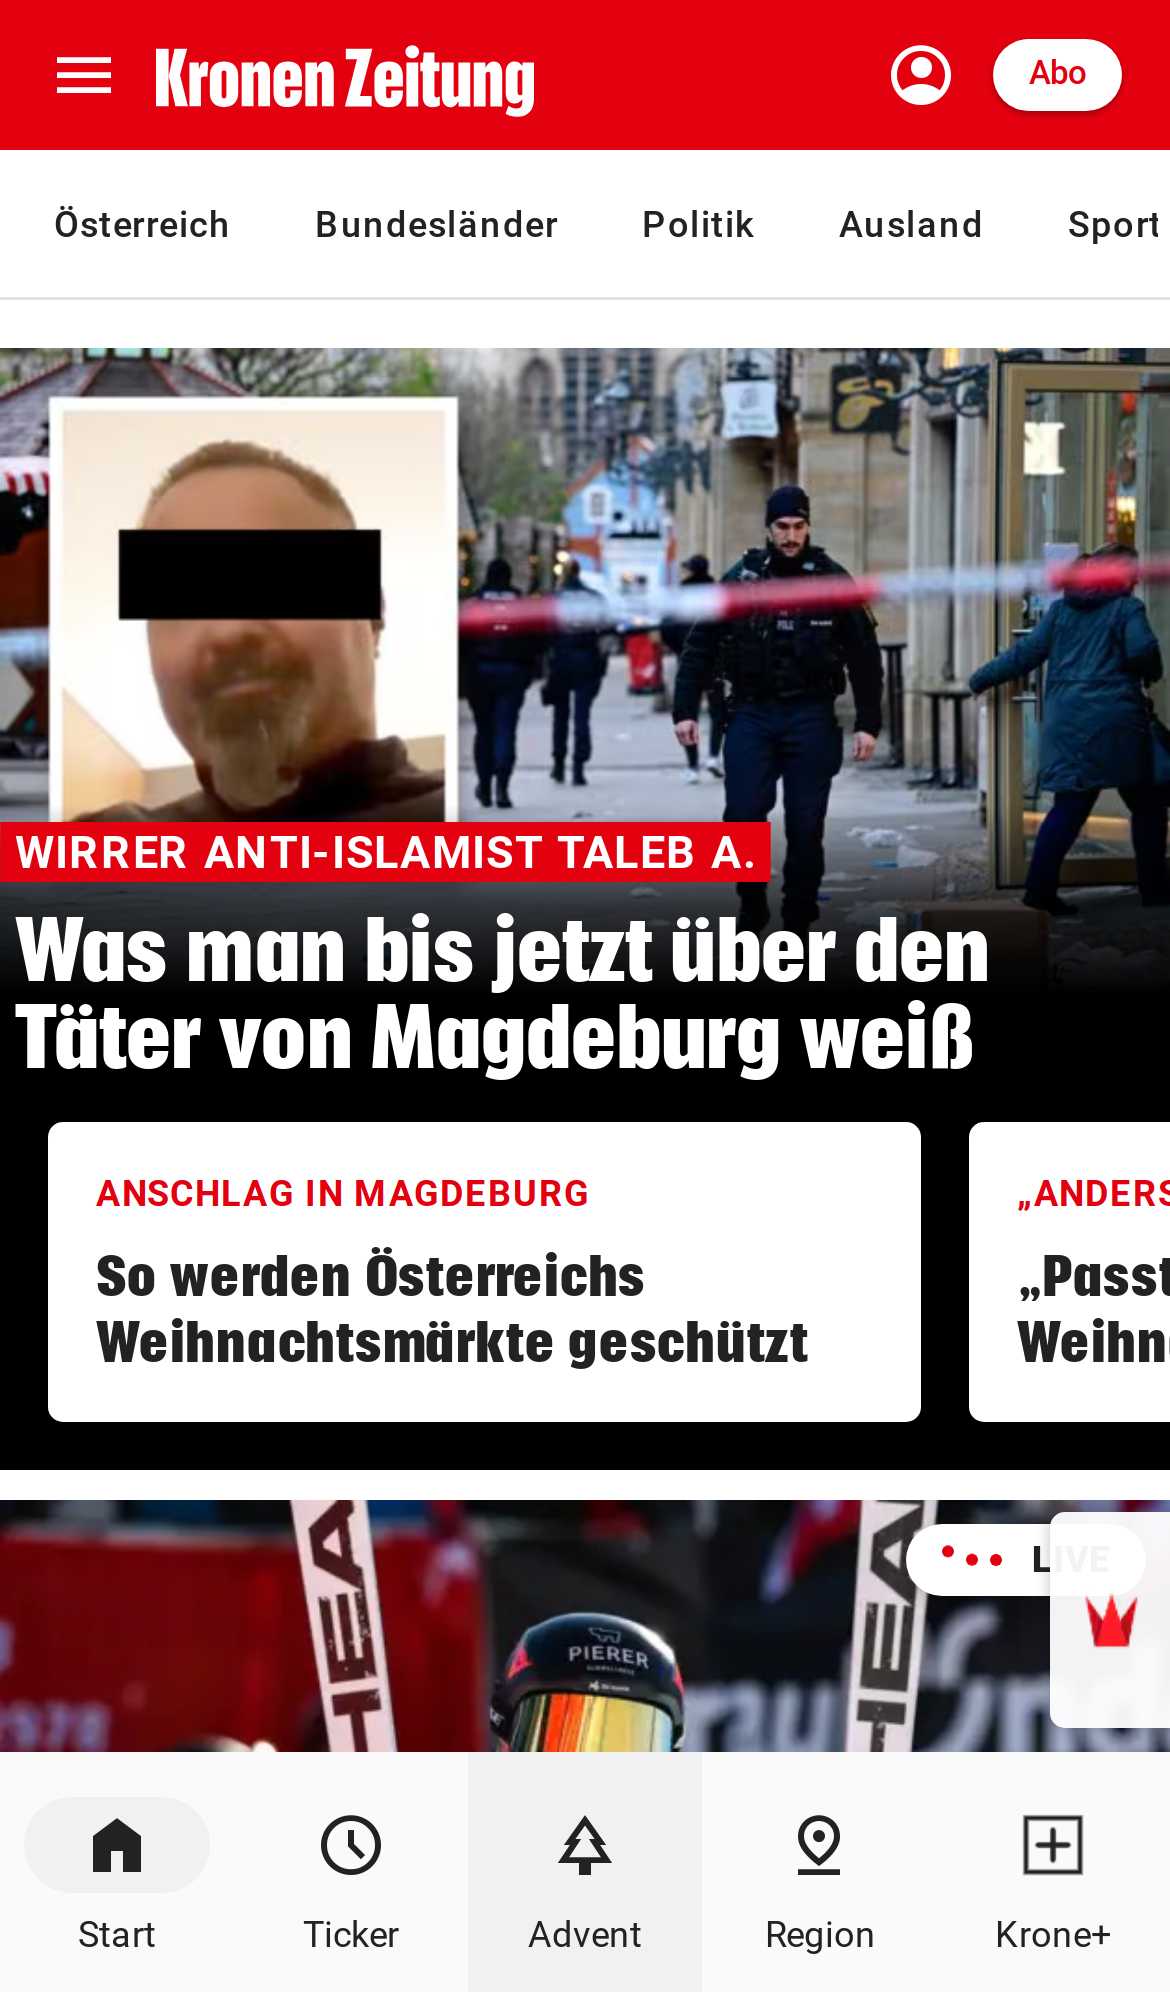 Kronen Zeitung
Abo
Österreich
Bundesländer
Politik
Ausland
Sport
WIRRER ANTI-ISLAMIST TALEB A.
Was man bis jetzt über den
Täter von Magdeburg weiß
ANSCHLAG IN MAGDEBURG
So werden Österreichs
Weihnachtsmärkte geschützt
„ANDERS
„Passt
Weihn
LIVE
HEA
HEA
PIERER
Start
Ticker
Advent
Region
Krone+